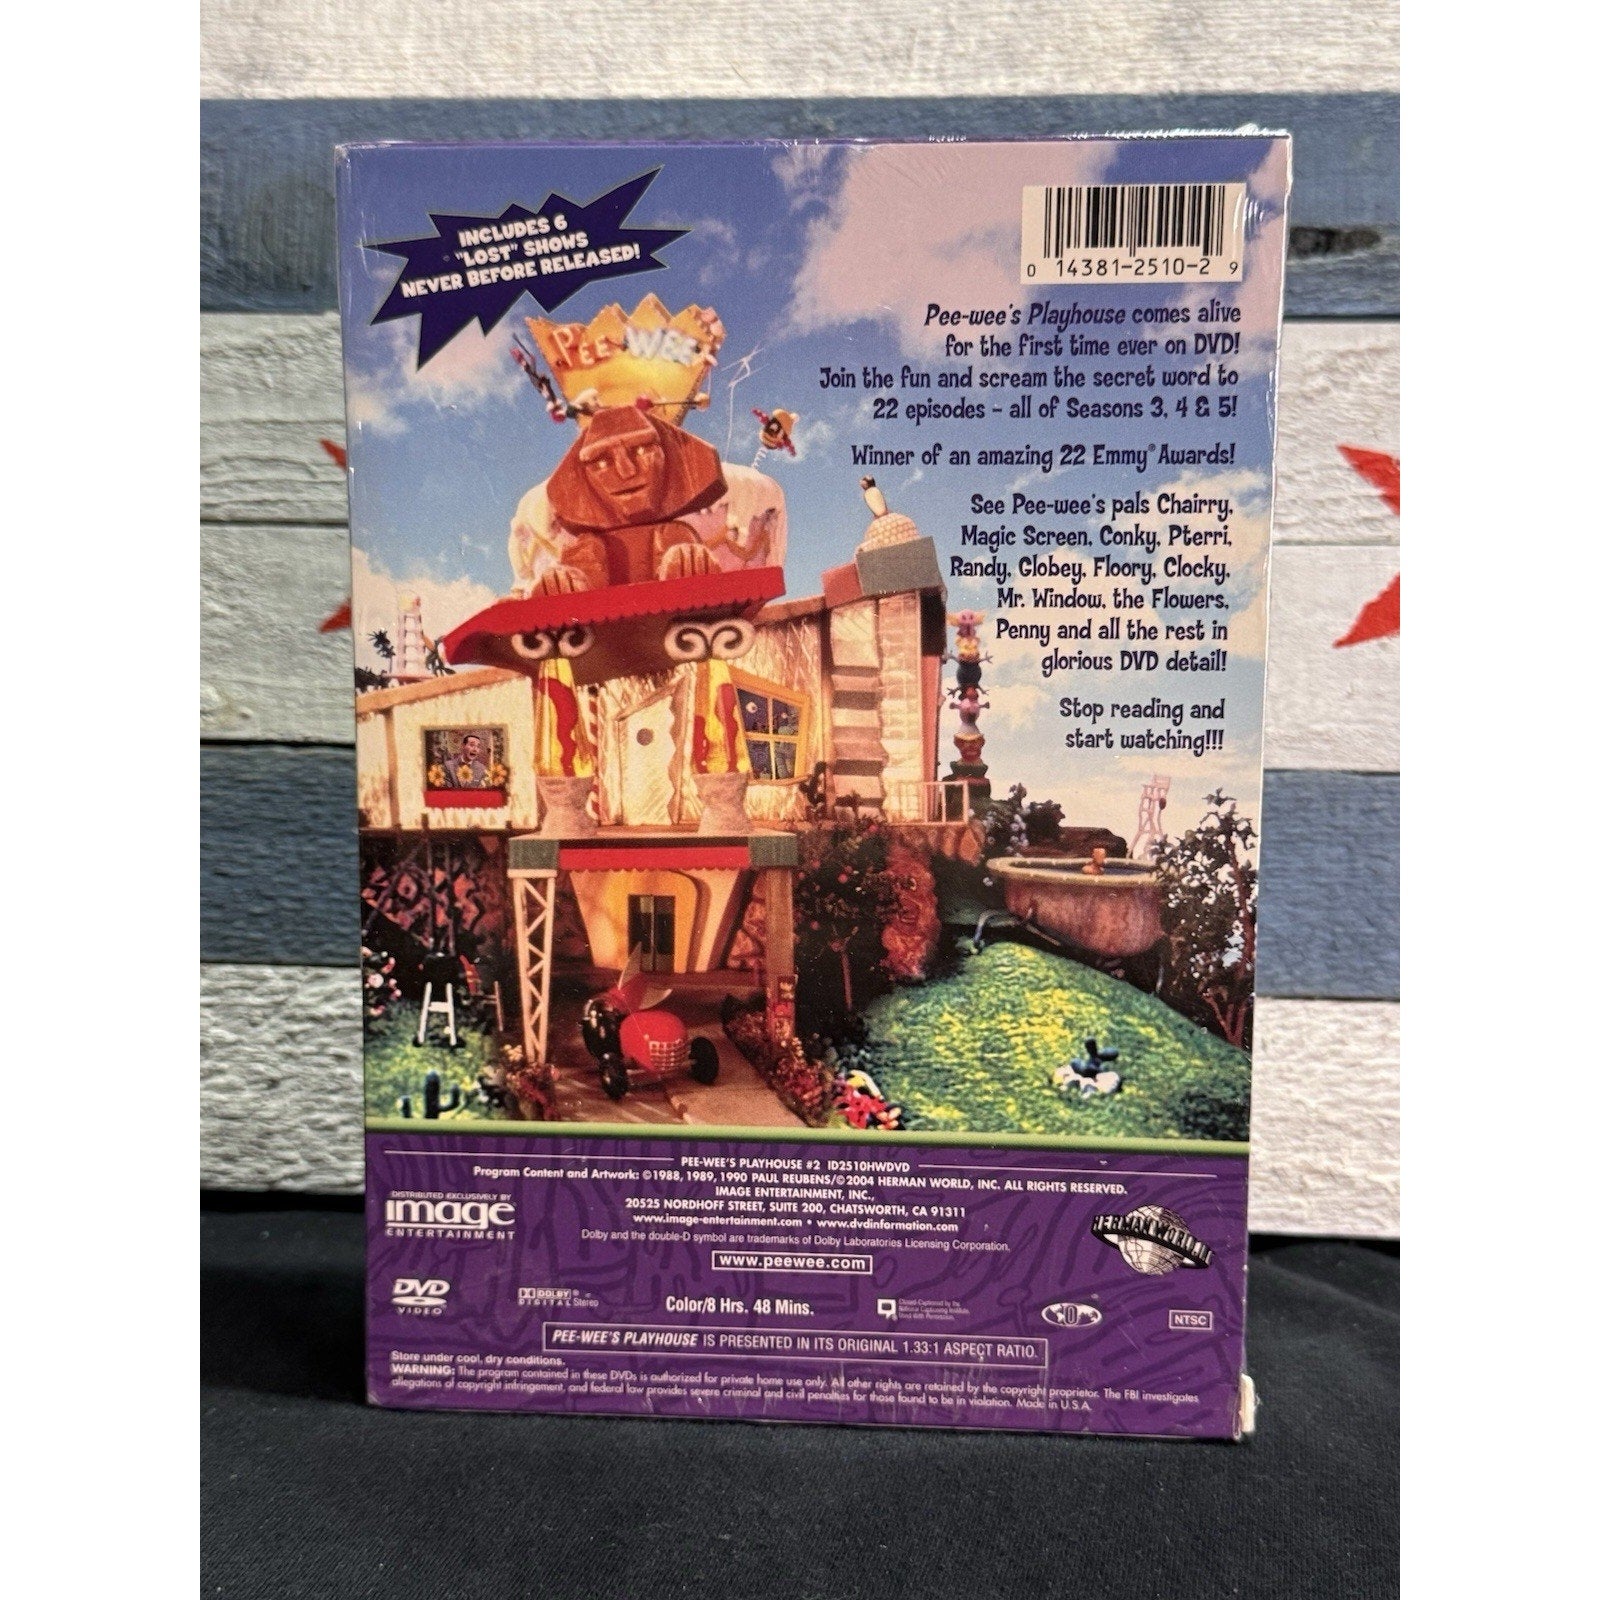 INCLUDES 6
"LOST" SHOWS
NEVER BEFORE RELEASED!
0 14381-2510-2 9
PEE WEE
Pee-wee's Playhouse comes alive
for the first time ever on DVD!
Join the fun and scream the secret word to
22 episodes - all of Seasons 3, 4 & 5!
Winner of an amazing 22 Emmy® Awards!
See Pee-wee's pals Chairry,
Magic Screen, Conky, Pterri,
Randy, Globey, Floory, Clocky,
Mr. Window, the Flowers,
Penny and all the rest in
glorious DVD detail!
Stop reading and
start watching!!!
PEE-WEE'S PLAYHOUSE #2 ID2510HWDVD
Program Content and Artwork: ©1988, 1989, 1990 PAUL REUBENS/©2004 HERMAN WORLD, INC. ALL RIGHTS RESERVED.
IMAGE ENTERTAINMENT, INC.,
20525 NORDHOFF STREET, SUITE 200, CHATSWORTH, CA 91311
www.image-entertainment.com • www.dvdinformation.com
Dolby and the double-D symbol are trademarks of Dolby Laboratories Licensing Corporation.
www.peewee.com
DISTRIBUTED EXCLUSIVELY BY
image
ENTERTAINMENT
HERMAN WORLD
DVD
VIDEO
DOLBY®
DIGITAL Stereo
Color/8 Hrs. 48 Mins.
Closed Captioned by the
National Captioning Institute.
Used With Permission.
0
NTSC
PEE-WEE'S PLAYHOUSE IS PRESENTED IN ITS ORIGINAL 1.33:1 ASPECT RATIO.
Store under cool, dry conditions.
WARNING: The program contained in these DVDs is authorized for private home use only. All other rights are retained by the copyright proprietor. The FBI investigates
allegations of copyright infringement, and federal law provides severe criminal and civil penalties for those found to be in violation. Made in U.S.A.